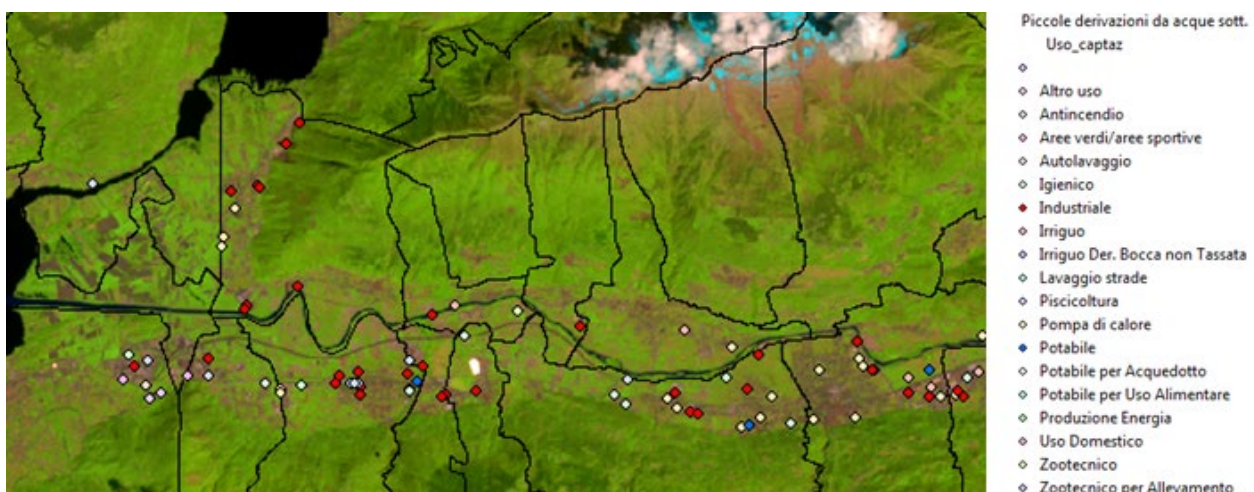 Piccole derivazioni da acque sott.
Uso_captaz
Altro uso
Antincendio
Aree verdi/aree sportive
Autolavaggio
Igienico
Industriale
Irriguo
Irriguo Der. Bocca non Tassata
Lavaggio strade
Piscicoltura
Pompa di calore
Potabile
Potabile per Acquedotto
Potabile per Uso Alimentare
Produzione Energia
Uso Domestico
Zootecnico
Zootecnico per Allevamento